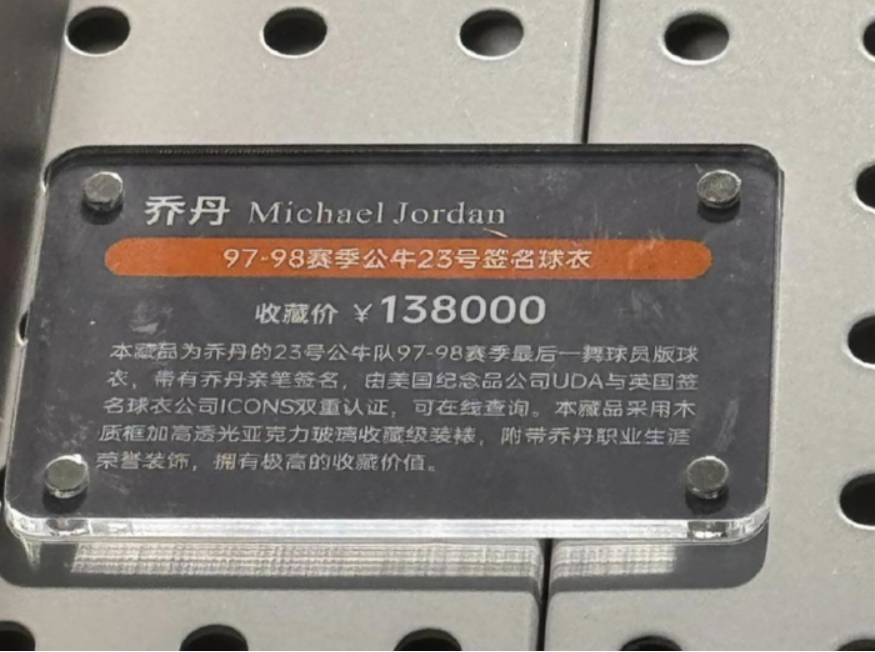 乔丹 Michael Jordan
97-98赛季公牛23号签名球衣
收藏价 ¥138000
本藏品为乔丹的23号公牛队97-98赛季最后一舞球员版球
衣，带有乔丹亲笔签名，由美国纪念品公司UDA与英国签
名球衣公司ICONS双重认证，可在线查询。本藏品采用木
质框加高透光亚克力玻璃收藏级装裱，附带乔丹职业生涯
荣誉装饰，拥有极高的收藏价值。